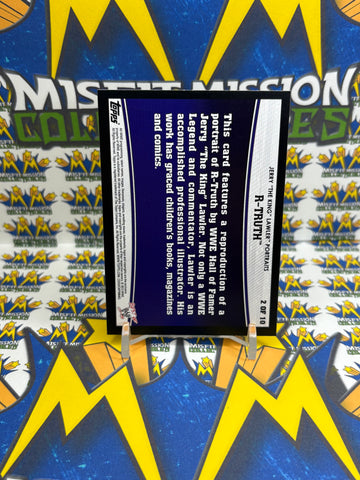 MISFIT MISSION
COLLECTIBLES
JERRY "THE KING" LAWLER PORTRAITS
R-TRUTH™
2 OF 10
This card features a reproduction of a
portrait of R-Truth by WWE Hall of Famer
Jerry "The King" Lawler. Not only a WWE
Legend and commentator, Lawler is an
accomplished professional illustrator. His
work has graced children's books, magazines
and comics.
Topps